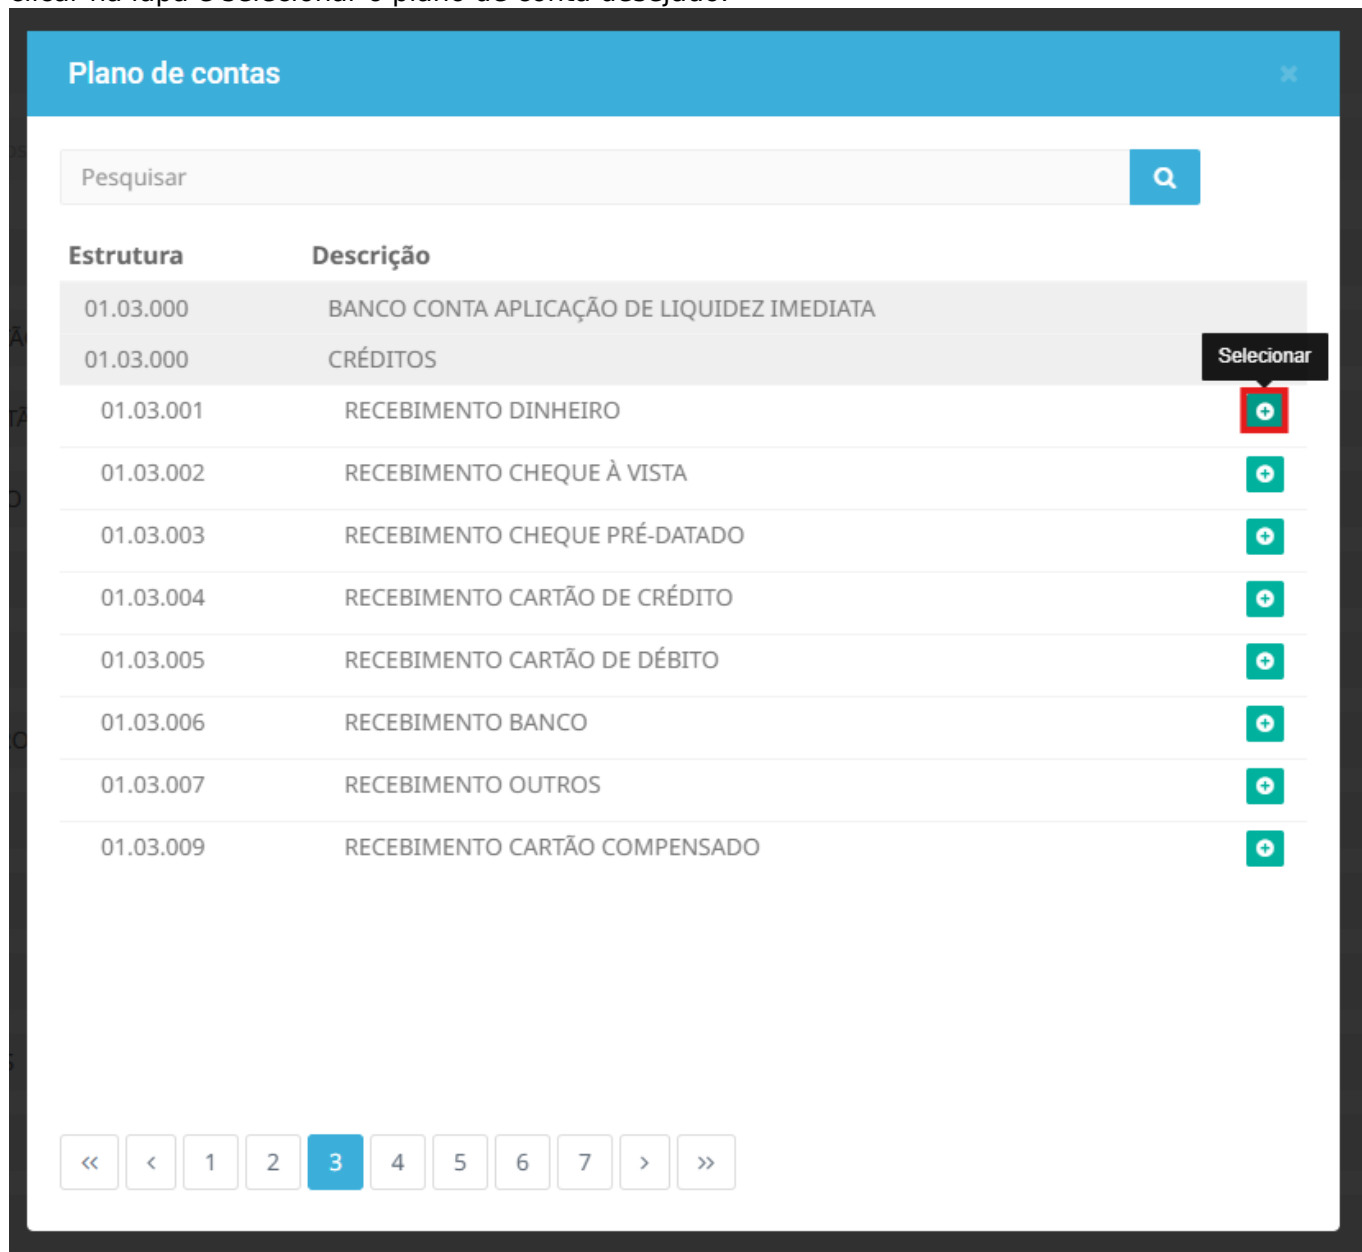 Plano de contas
Pesquisar
Estrutura Descrição
01.03.000 BANCO CONTA APLICAÇÃO DE LIQUIDEZ IMEDIATA
01.03.000 CRÉDITOS
Selecionar
01.03.001 RECEBIMENTO DINHEIRO
01.03.002 RECEBIMENTO CHEQUE À VISTA
01.03.003 RECEBIMENTO CHEQUE PRÉ-DATADO
01.03.004 RECEBIMENTO CARTÃO DE CRÉDITO
01.03.005 RECEBIMENTO CARTÃO DE DÉBITO
01.03.006 RECEBIMENTO BANCO
01.03.007 RECEBIMENTO OUTROS
01.03.009 RECEBIMENTO CARTÃO COMPENSADO
« ‹ 1 2 3 4 5 6 7 › »